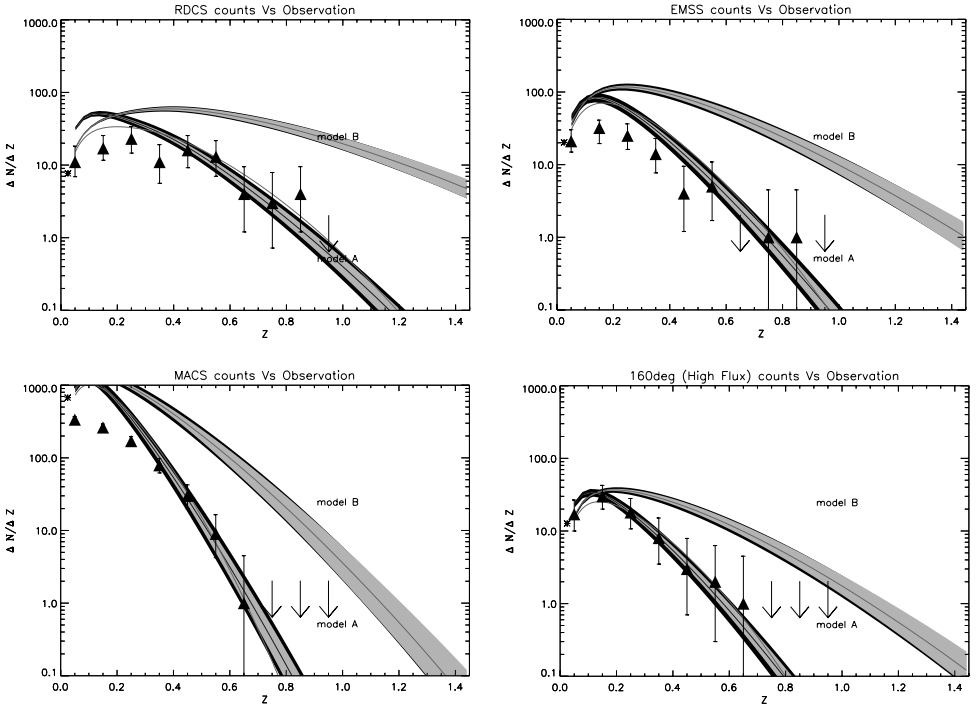 RDCS counts Vs Observation
1000.0
100.0
10.0
1.0
0.1
Δ N/Δ Z
model B
model A
0.0 0.2 0.4 0.6 0.8 1.0 1.2 1.4
Z
EMSS counts Vs Observation
1000.0
100.0
10.0
1.0
0.1
Δ N/Δ Z
model B
model A
0.0 0.2 0.4 0.6 0.8 1.0 1.2 1.4
Z
MACS counts Vs Observation
1000.0
100.0
10.0
1.0
0.1
Δ N/Δ Z
model B
model A
0.0 0.2 0.4 0.6 0.8 1.0 1.2 1.4
Z
160deg (High Flux) counts Vs Observation
1000.0
100.0
10.0
1.0
0.1
Δ N/Δ Z
model B
model A
0.0 0.2 0.4 0.6 0.8 1.0 1.2 1.4
Z